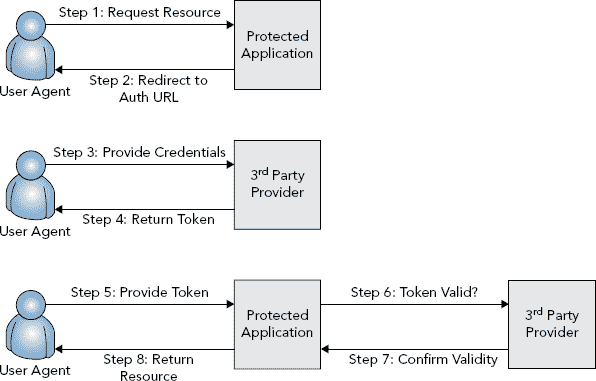 Step 1: Request Resource
Protected
Application
Step 2: Redirect to
Auth URL
User Agent
Step 3: Provide Credentials
3rd Party
Provider
Step 4: Return Token
User Agent
Step 5: Provide Token
Protected
Application
Step 6: Token Valid?
3rd Party
Provider
Step 7: Confirm Validity
Step 8: Return
Resource
User Agent